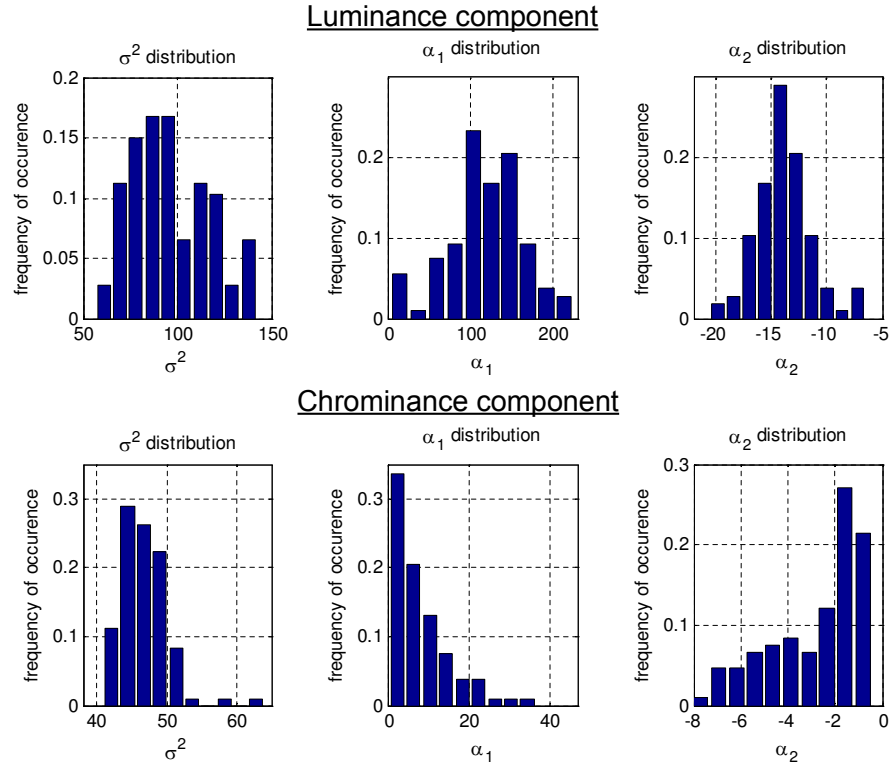 Luminance component
σ² distribution
α₁ distribution
α₂ distribution
frequency of occurence
0.2
0.15
0.1
0.05
0
50
100
150
σ²
frequency of occurence
0.2
0.1
0
0
100
200
α₁
frequency of occurence
0.2
0.1
0
-20
-15
-10
-5
α₂
Chrominance component
σ² distribution
α₁ distribution
α₂ distribution
frequency of occurence
0.3
0.2
0.1
0
40
50
60
σ²
frequency of occurence
0.3
0.2
0.1
0
0
20
40
α₁
frequency of occurence
0.3
0.2
0.1
0
-8
-6
-4
-2
0
α₂